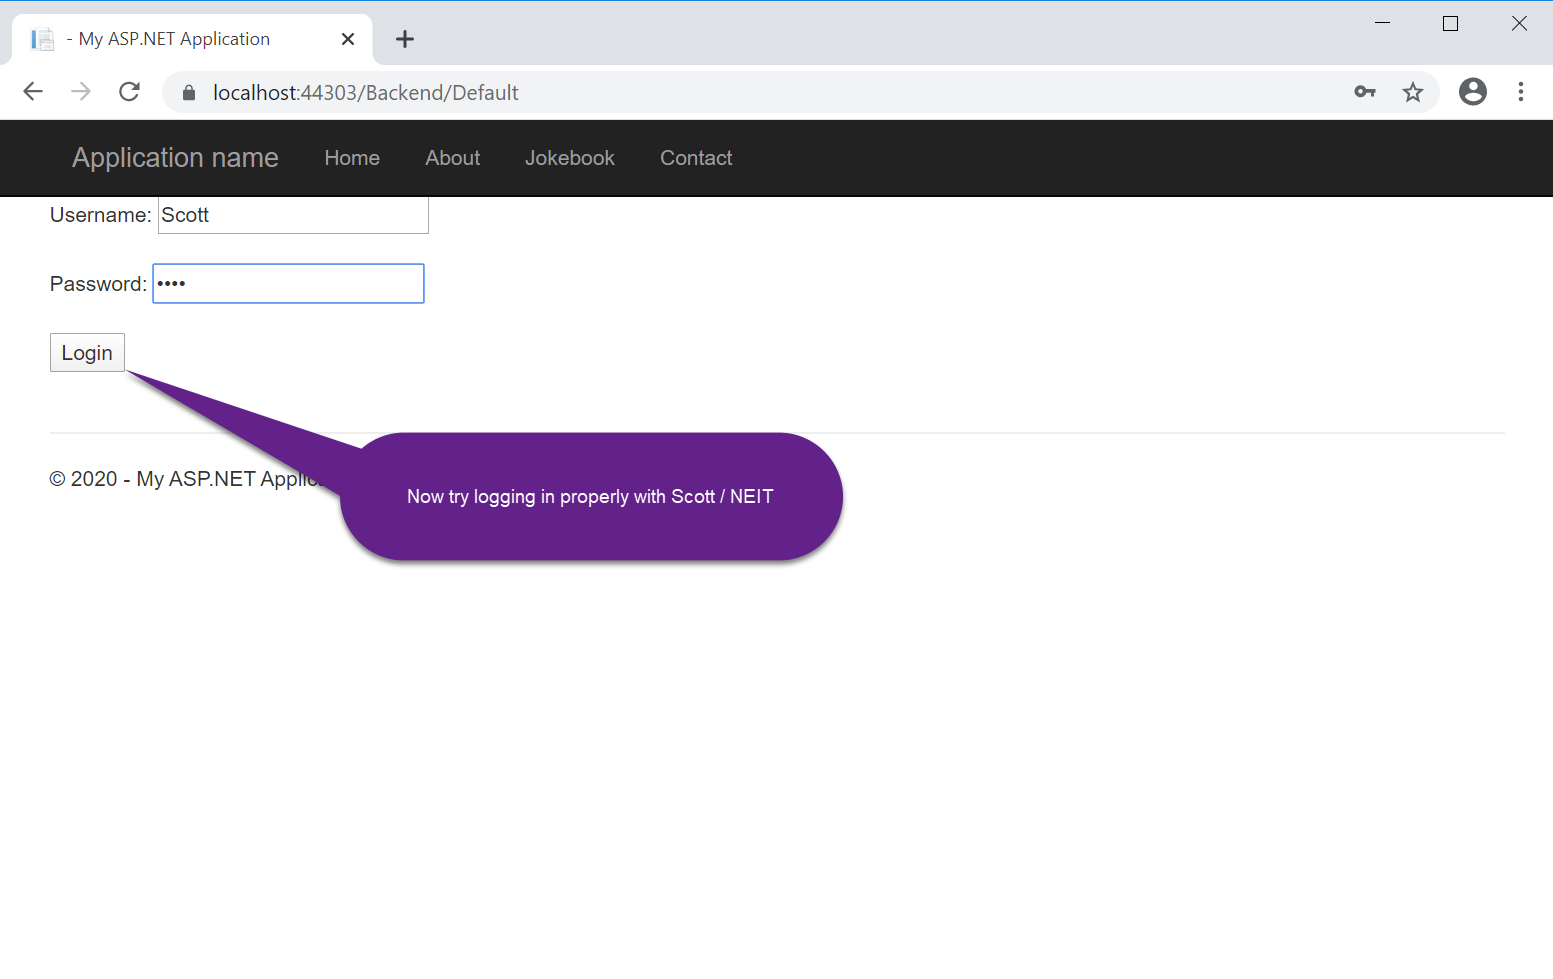 - My ASP.NET Application
localhost:44303/Backend/Default
Application name Home About Jokebook Contact
Username: Scott
Password: ••••
Login
© 2020 - My ASP.NET Applic
Now try logging in properly with Scott / NEIT